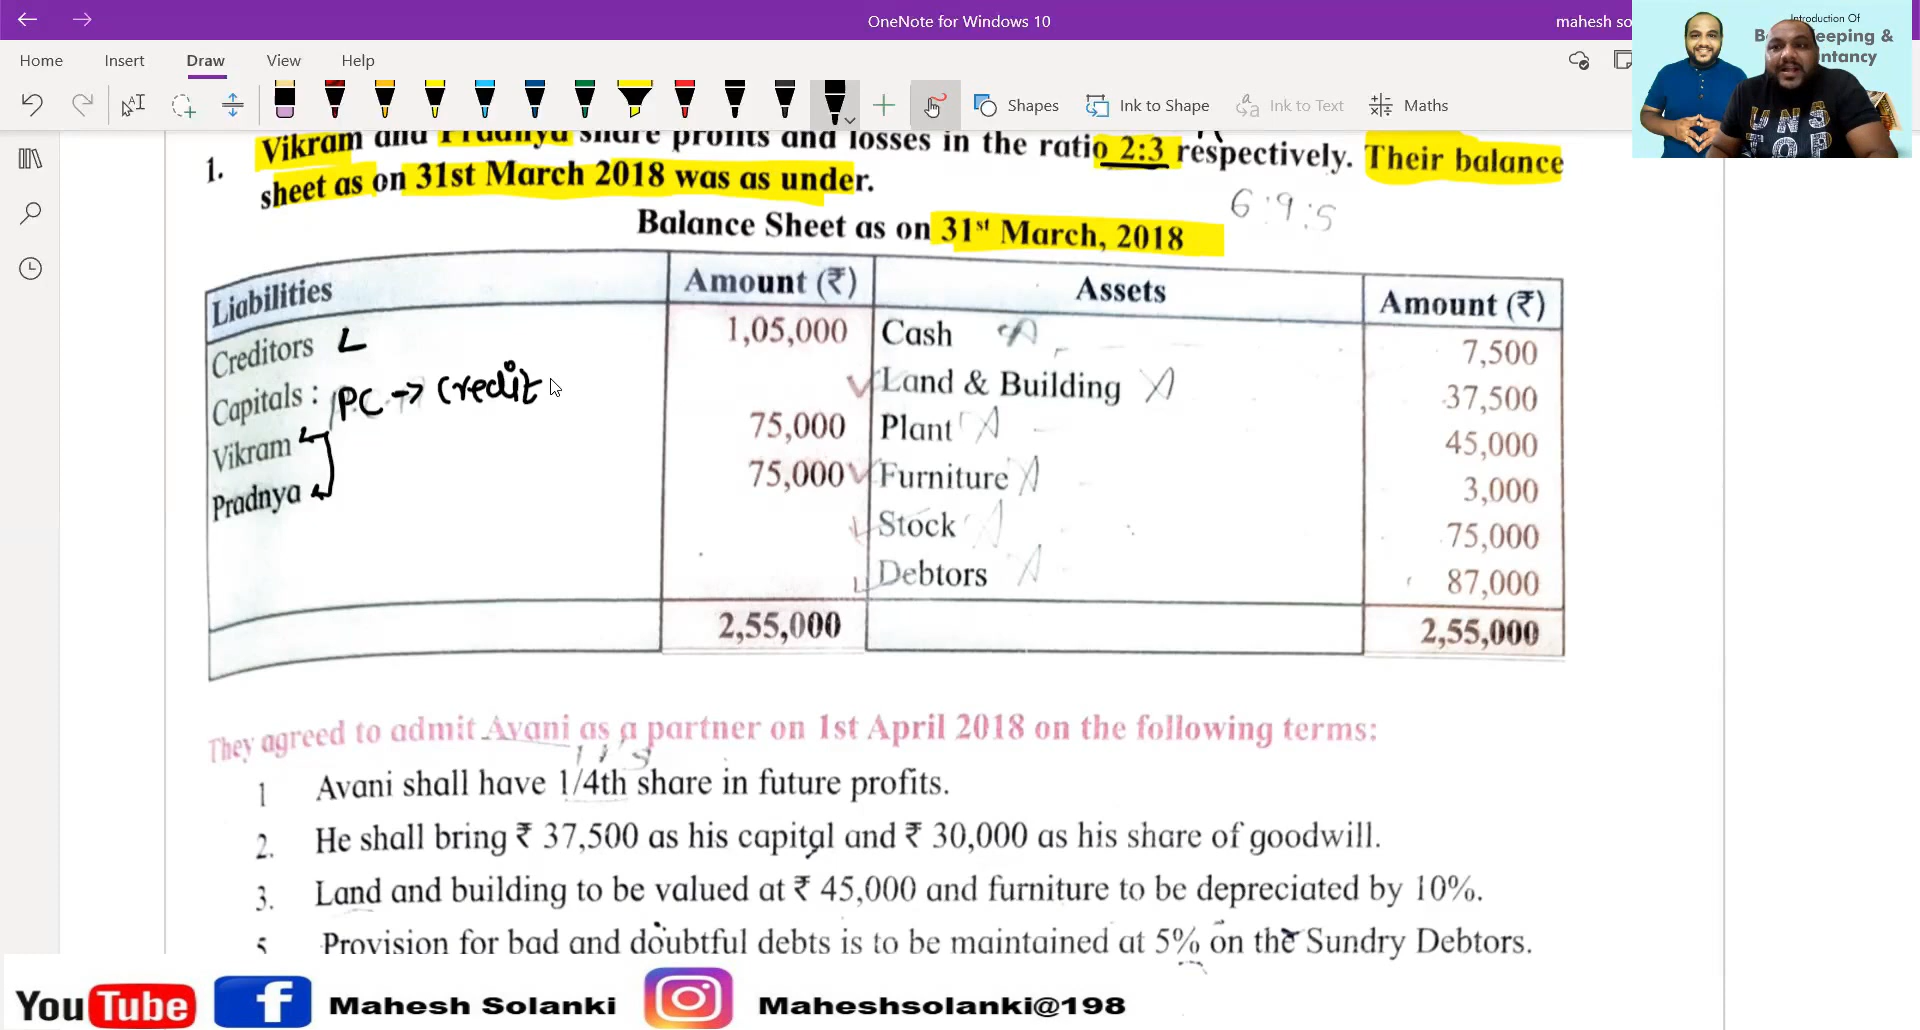 OneNote for Windows 10
mahesh so
Introduction Of
Home Insert Draw View Help
Shapes Ink to Shape Ink to Text Maths
UNS
TOP
1. Vikram and Pradnya share profits and losses in the ratio 2:3 respectively. Their balance
sheet as on 31st March 2018 was as under.
6:9:5
Balance Sheet as on 31st March, 2018
Liabilities Amount (₹) Assets Amount (₹)
Creditors L 1,05,000 Cash A 7,500
Capitals : PC → Credit Land & Building A 37,500
Vikram 75,000 Plant A 45,000
Pradnya 75,000 Furniture A 3,000
Stock A 75,000
Debtors A 87,000
2,55,000 2,55,000
They agreed to admit Avani as a partner on 1st April 2018 on the following terms:
1 Avani shall have 1/4th share in future profits.
2. He shall bring ₹ 37,500 as his capital and ₹ 30,000 as his share of goodwill.
3. Land and building to be valued at ₹ 45,000 and furniture to be depreciated by 10%.
5 Provision for bad and doubtful debts is to be maintained at 5% on the Sundry Debtors.
YouTube f Mahesh Solanki Maheshsolanki@198